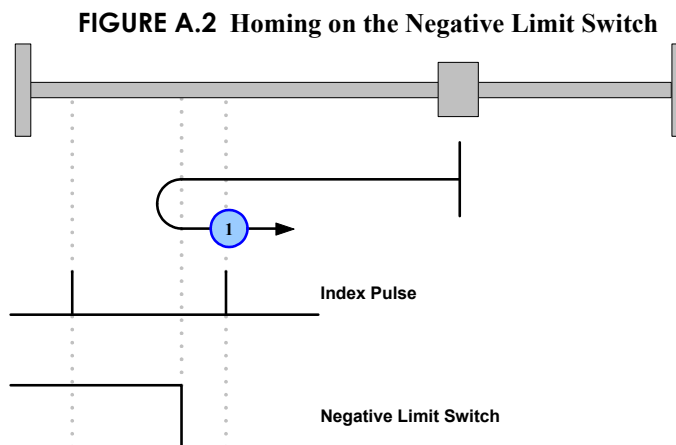 FIGURE A.2 Homing on the Negative Limit Switch
1
Index Pulse
Negative Limit Switch